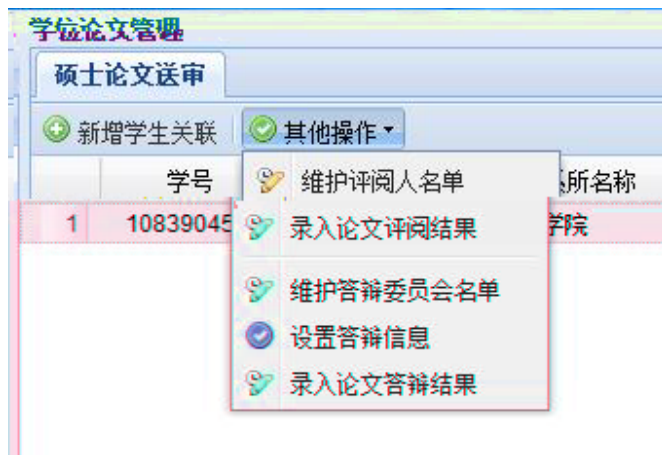 学位论文管理
硕士论文送审
新增学生关联 其他操作
学号 维护评阅人名单 所名称
1 10839045 录入论文评阅结果 学院
维护答辩委员会名单
设置答辩信息
录入论文答辩结果